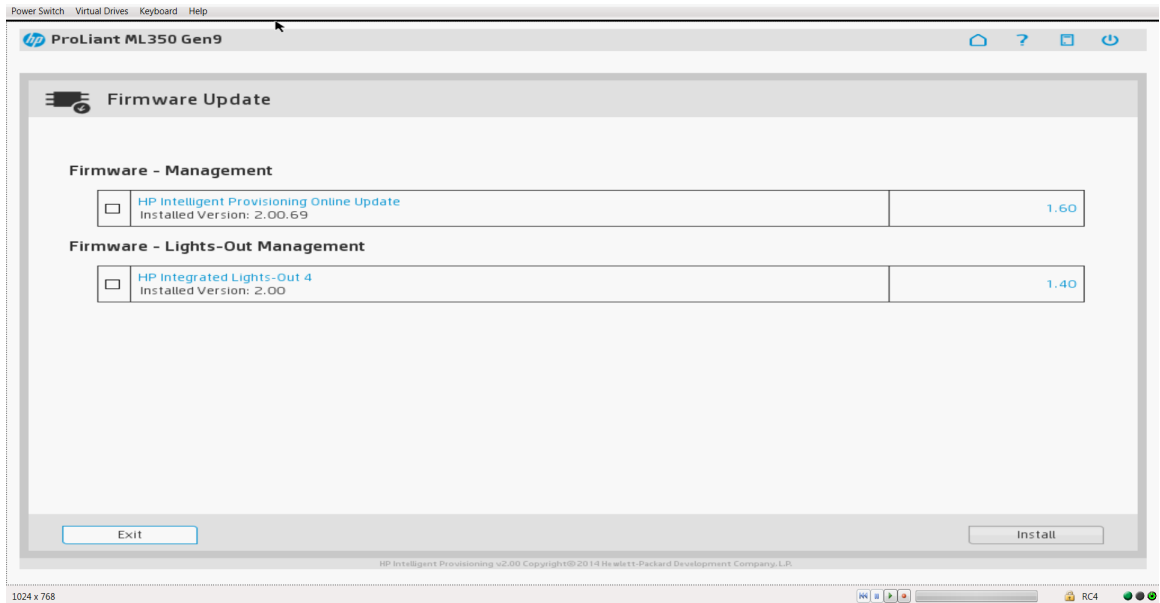 Power Switch Virtual Drives Keyboard Help
hp ProLiant ML350 Gen9
?
Firmware Update
Firmware - Management
HP Intelligent Provisioning Online Update
Installed Version: 2.00.69
1.60
Firmware - Lights-Out Management
HP Integrated Lights-Out 4
Installed Version: 2.00
1.40
Exit
Install
HP Intelligent Provisioning v2.00 Copyright©2014 Hewlett-Packard Development Company, L.P.
1024 x 768
RC4